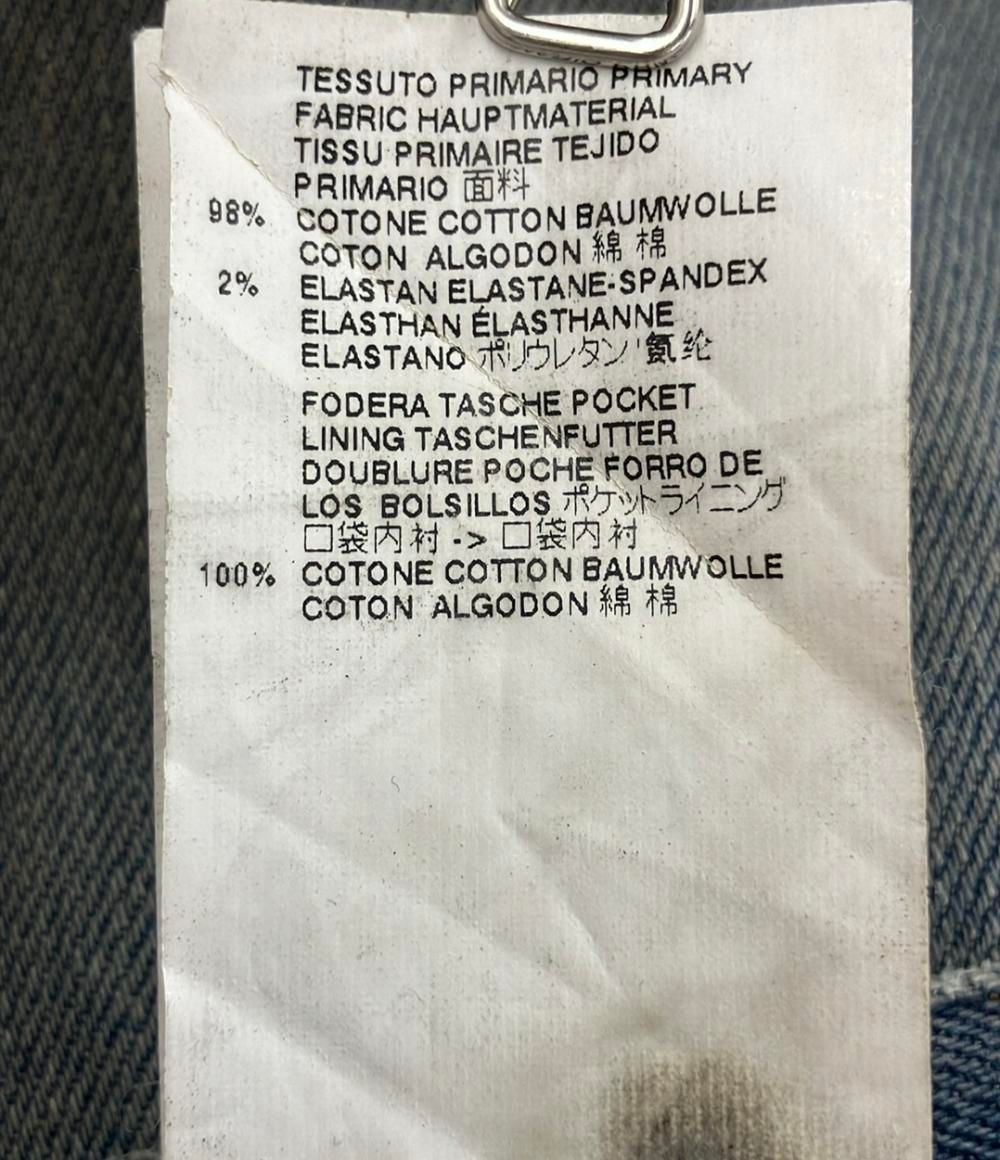 TESSUTO PRIMARIO PRIMARY
FABRIC HAUPTMATERIAL
TISSU PRIMAIRE TEJIDO
PRIMARIO 面料
98% COTONE COTTON BAUMWOLLE
COTON ALGODON 綿 棉
2% ELASTAN ELASTANE-SPANDEX
ELASTHAN ÉLASTHANNE
ELASTANO ポリウレタン 氨纶
FODERA TASCHE POCKET
LINING TASCHENFUTTER
DOUBLURE POCHE FORRO DE
LOS BOLSILLOS ポケットライニング
口袋内衬 -> 口袋内衬
100% COTONE COTTON BAUMWOLLE
COTON ALGODON 綿 棉